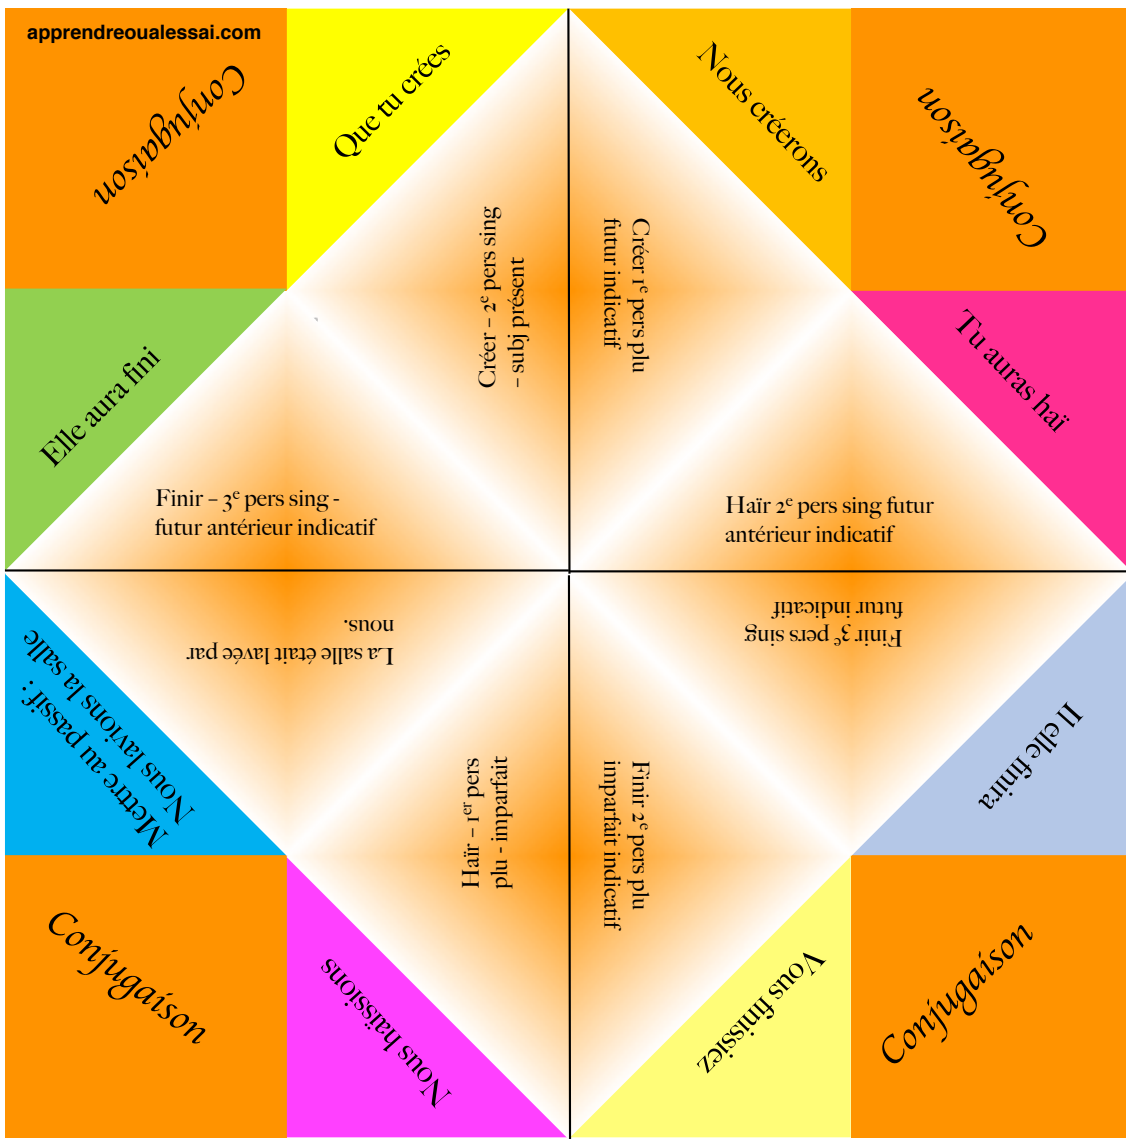 apprendreoualessai.com
Conjugaison
Que tu crées
Nous créerons
Conjugaison
Créer – 2e pers sing
– subj présent
Créer 1e pers plu
futur indicatif
Elle aura fini
Tu auras haï
Finir – 3e pers sing -
futur antérieur indicatif
Haïr 2e pers sing futur
antérieur indicatif
Mettre au passif :
Nous lavions la salle
La salle était lavée par
nous.
Finir 3e pers sing
futur indicatif
Il elle finira
Haïr – 1er pers
plu - imparfait
Finir 2e pers plu
imparfait indicatif
Conjugaison
Nous haïssions
Vous finissiez
Conjugaison